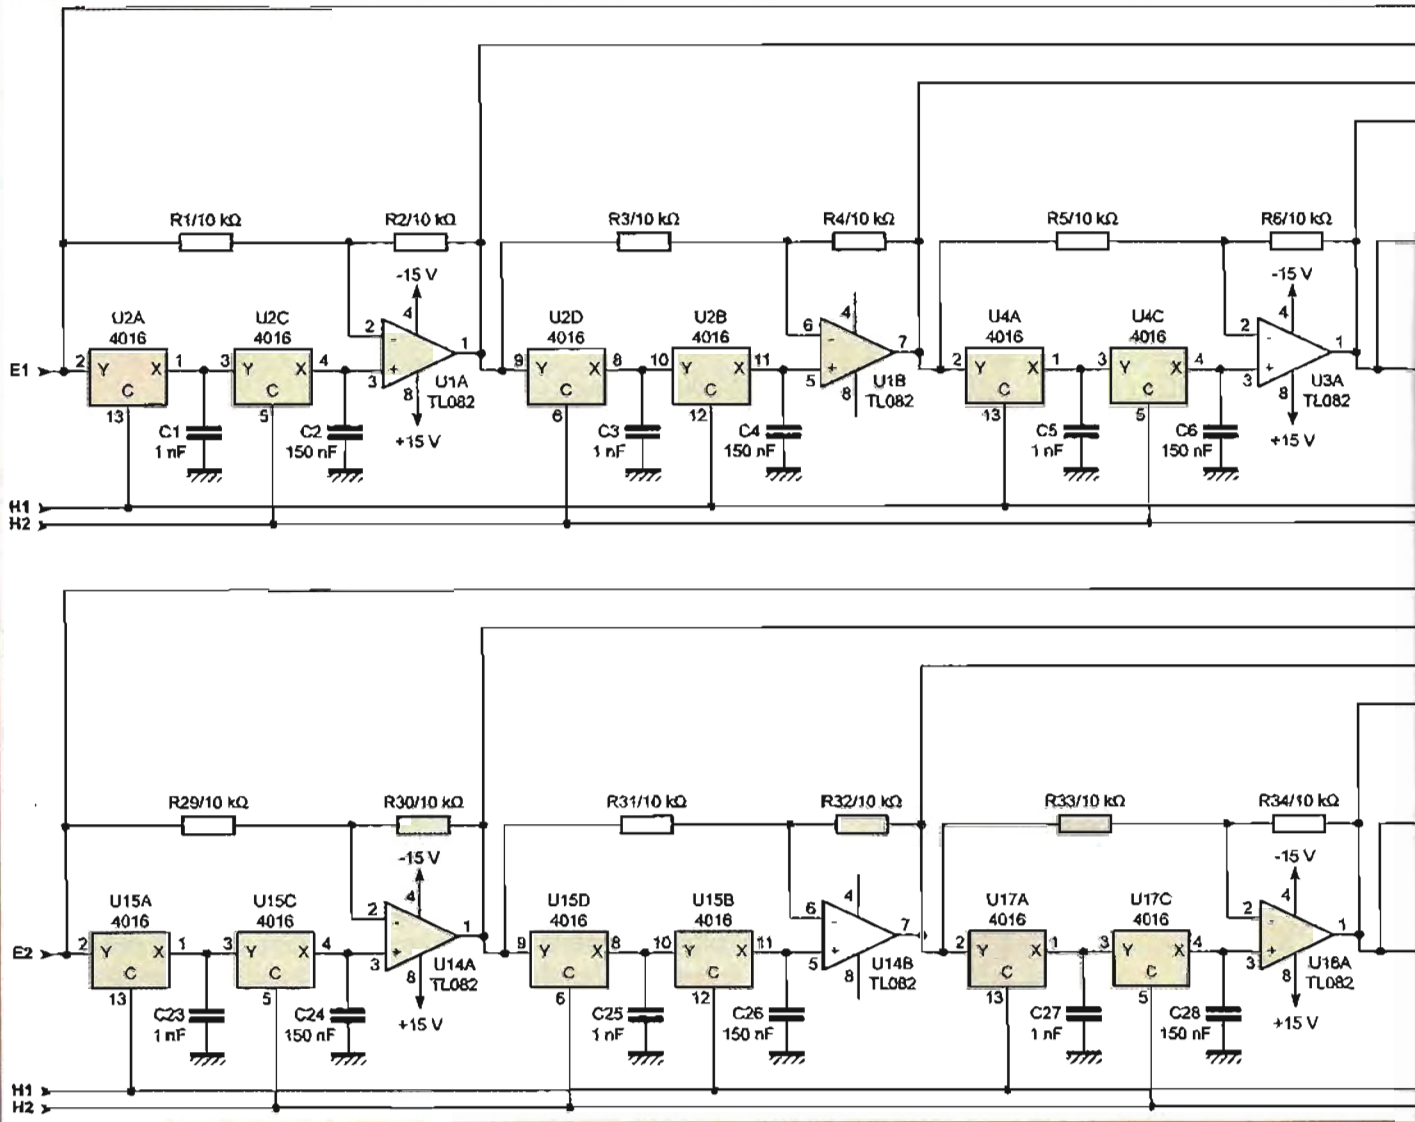 R1/10 kΩ R2/10 kΩ R3/10 kΩ R4/10 kΩ R5/10 kΩ R6/10 kΩ
-15 V -15 V
U2A U2C 4 U2D U2B 4 U4A U4C 4
4016 4016 2 - 1 4016 4016 6 - 7 4016 4016 2 - 1
E1 2 Y X 1 3 Y X 4 + 9 Y X 8 10 Y X 11 + 2 Y X 1 3 Y X 4 +
C C 3 8 U1A C C 5 8 U1B C C 3 8 U3A
13 5 TL082 6 12 TL082 13 5 TL082
C1 C2 +15 V C3 C4 C5 C6 +15 V
1 nF 150 nF 1 nF 150 nF 1 nF 150 nF
H1
H2
R29/10 kΩ R30/10 kΩ R31/10 kΩ R32/10 kΩ R33/10 kΩ R34/10 kΩ
-15 V -15 V
U15A U15C 4 U15D U15B 4 U17A U17C 4
4016 4016 2 - 1 4016 4016 6 - 7 4016 4016 2 - 1
E2 2 Y X 1 3 Y X 4 + 9 Y X 8 10 Y X 11 + 2 Y X 1 3 Y X 4 +
C C 3 8 U14A C C 5 8 U14B C C 3 8 U16A
13 5 TL082 6 12 TL082 13 5 TL082
C23 C24 +15 V C25 C26 C27 C28 +15 V
1 nF 150 nF 1 nF 150 nF 1 nF 150 nF
H1
H2